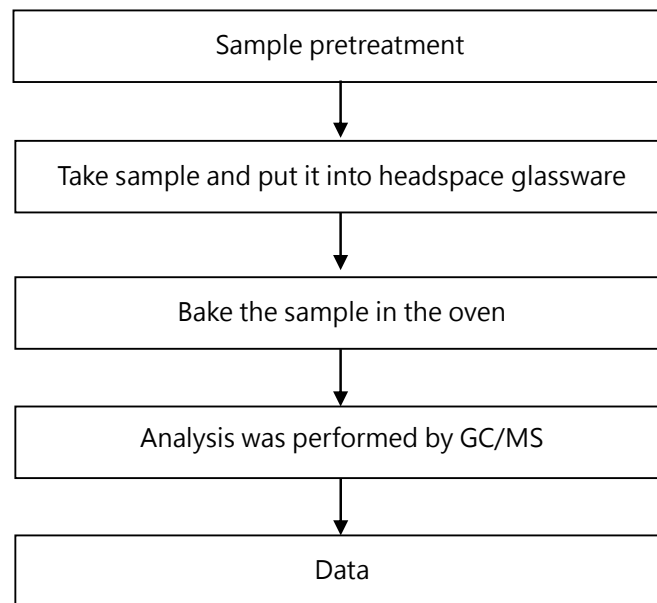 Sample pretreatment
Take sample and put it into headspace glassware
Bake the sample in the oven
Analysis was performed by GC/MS
Data